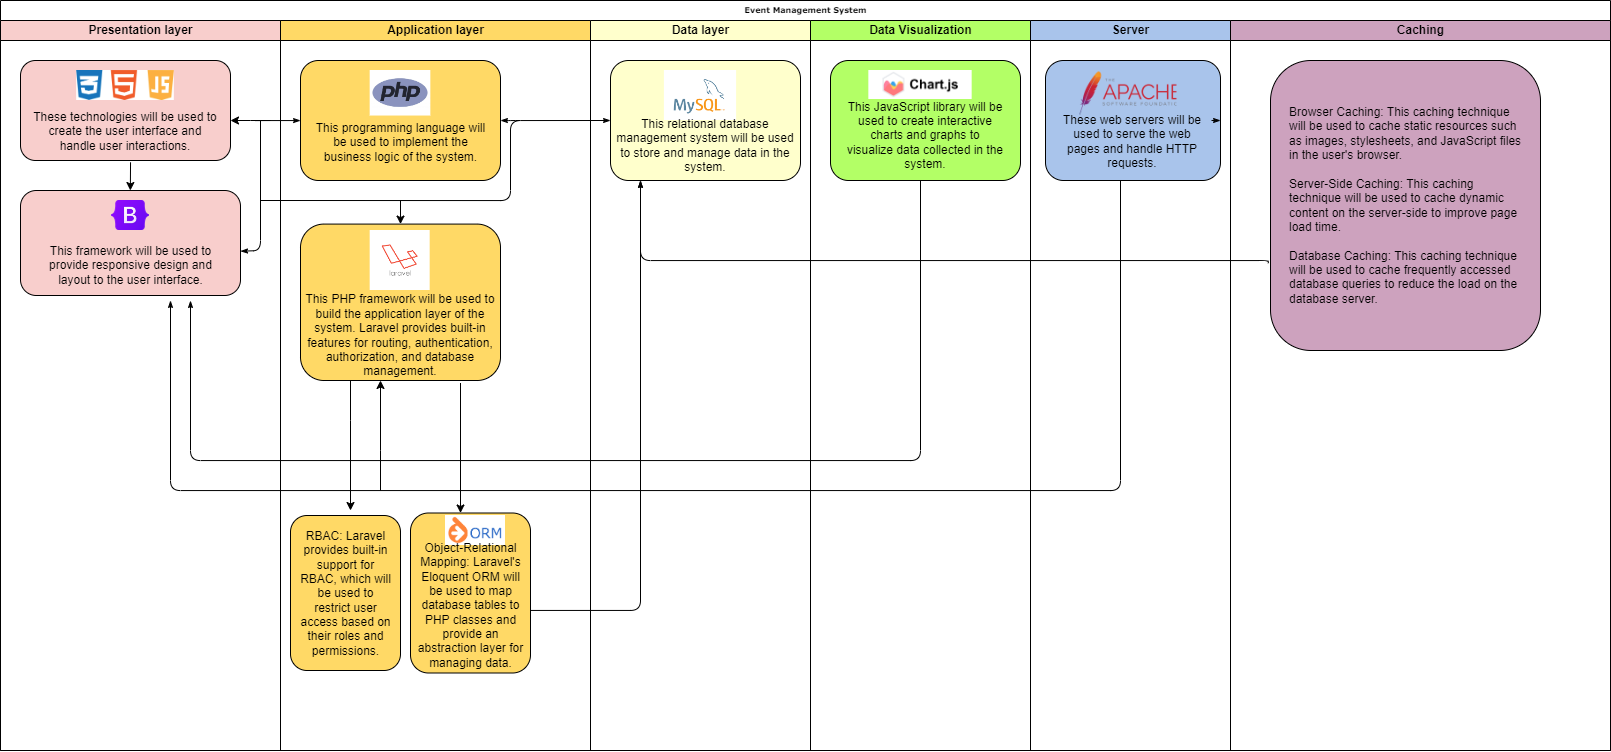 Event Management System
Presentation layer
Application layer
Data layer
Data Visualization
Server
Caching
3
5
JS
These technologies will be used to
create the user interface and
handle user interactions.
B
This framework will be used to
provide responsive design and
layout to the user interface.
php
This programming language will
be used to implement the
business logic of the system.
laravel
This PHP framework will be used to
build the application layer of the
system. Laravel provides built-in
features for routing, authentication,
authorization, and database
management.
RBAC: Laravel
provides built-in
support for
RBAC, which will
be used to
restrict user
access based on
their roles and
permissions.
ORM
Object-Relational
Mapping: Laravel's
Eloquent ORM will
be used to map
database tables to
PHP classes and
provide an
abstraction layer for
managing data.
MySQL
This relational database
management system will be used
to store and manage data in the
system.
Chart.js
This JavaScript library will be
used to create interactive
charts and graphs to
visualize data collected in the
system.
THE
APACHE
SOFTWARE FOUNDATION
These web servers will be
used to serve the web
pages and handle HTTP
requests.
Browser Caching: This caching technique
will be used to cache static resources such
as images, stylesheets, and JavaScript files
in the user's browser.
Server-Side Caching: This caching
technique will be used to cache dynamic
content on the server-side to improve page
load time.
Database Caching: This caching technique
will be used to cache frequently accessed
database queries to reduce the load on the
database server.